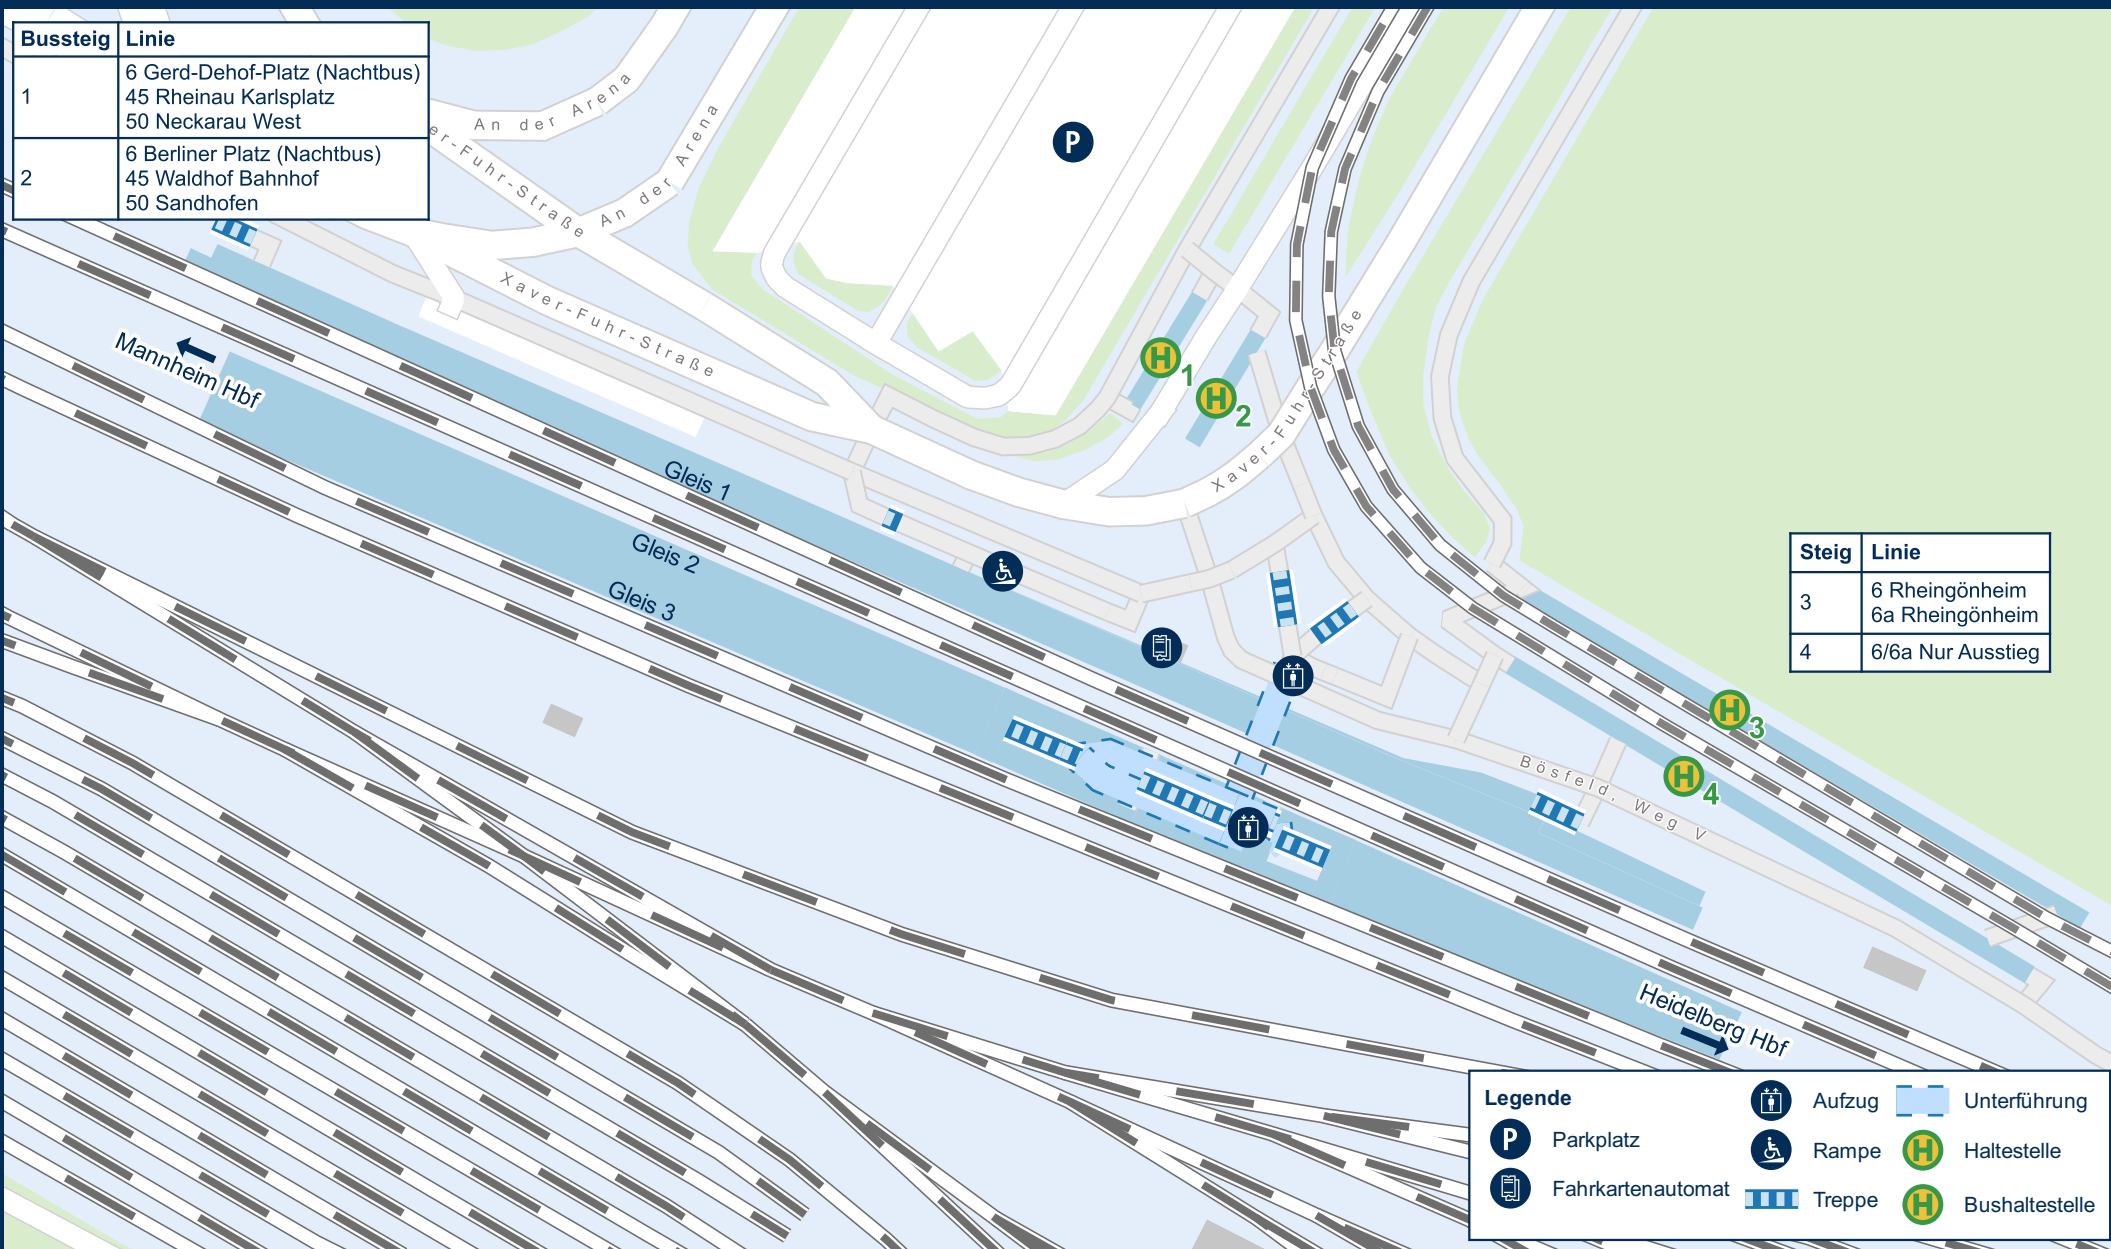 Bussteig Linie
1
6 Gerd-Dehof-Platz (Nachtbus)
45 Rheinau Karlsplatz
50 Neckarau West
2
6 Berliner Platz (Nachtbus)
45 Waldhof Bahnhof
50 Sandhofen
An der Arena
er-Fuhr-Straße
An der Arena
P
Xaver-Fuhr-Straße
Xaver-Fuhr-Straße
Mannheim Hbf
H 1
H 2
Gleis 1
Gleis 2
Gleis 3
Steig Linie
3
6 Rheingönheim
6a Rheingönheim
4
6/6a Nur Ausstieg
H 3
H 4
Bösfeld. Weg V
Heidelberg Hbf
Legende
P Parkplatz
Fahrkartenautomat
Aufzug
Rampe
Treppe
Unterführung
H Haltestelle
H Bushaltestelle